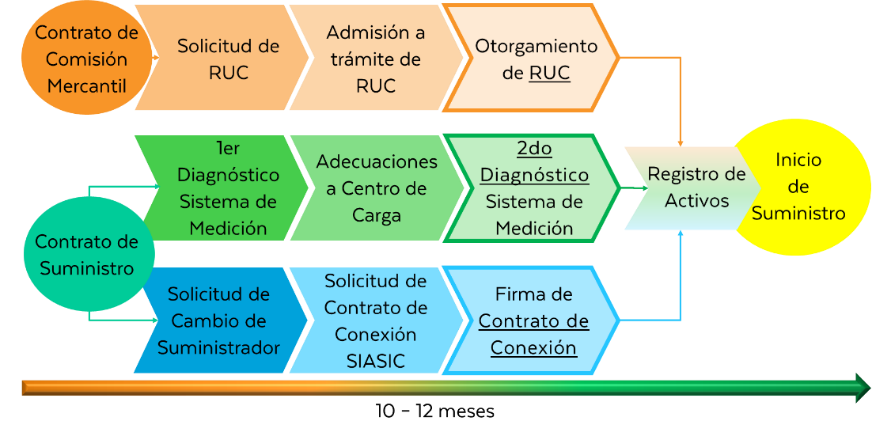 Contrato de
Comisión
Mercantil
Solicitud de
RUC
Admisión a
trámite de
RUC
Otorgamiento
de RUC
Contrato de
Suministro
1er
Diagnóstico
Sistema de
Medición
Adecuaciones
a Centro de
Carga
2do
Diagnóstico
Sistema de
Medición
Solicitud de
Cambio de
Suministrador
Solicitud de
Contrato de
Conexión
SIASIC
Firma de
Contrato de
Conexión
Registro de
Activos
Inicio
de
Suministro
10 – 12 meses